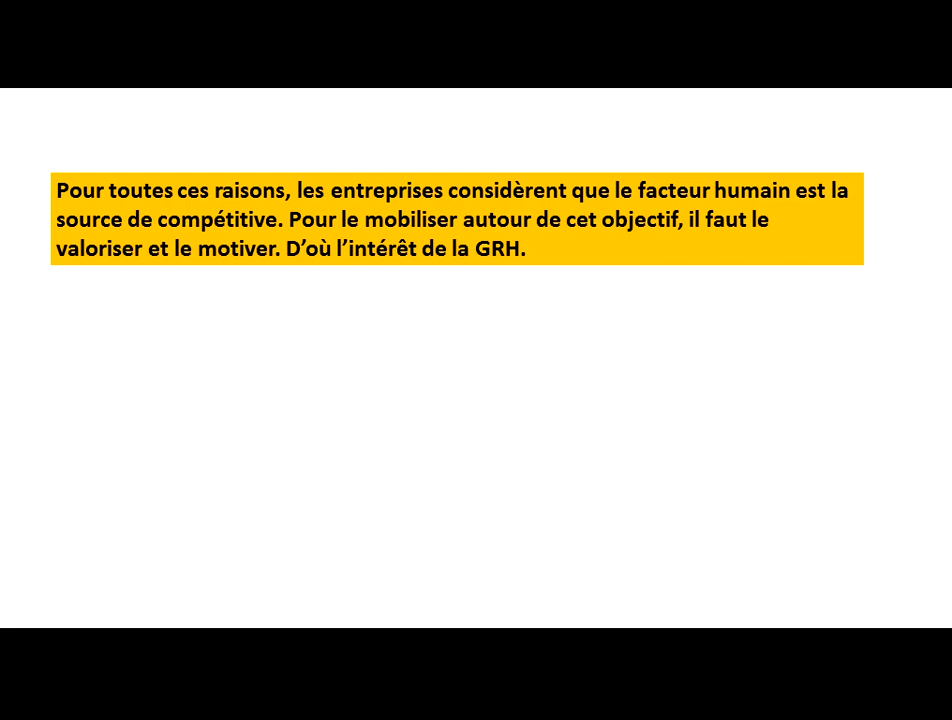 Pour toutes ces raisons, les entreprises considèrent que le facteur humain est la
source de compétitive. Pour le mobiliser autour de cet objectif, il faut le
valoriser et le motiver. D’où l’intérêt de la GRH.